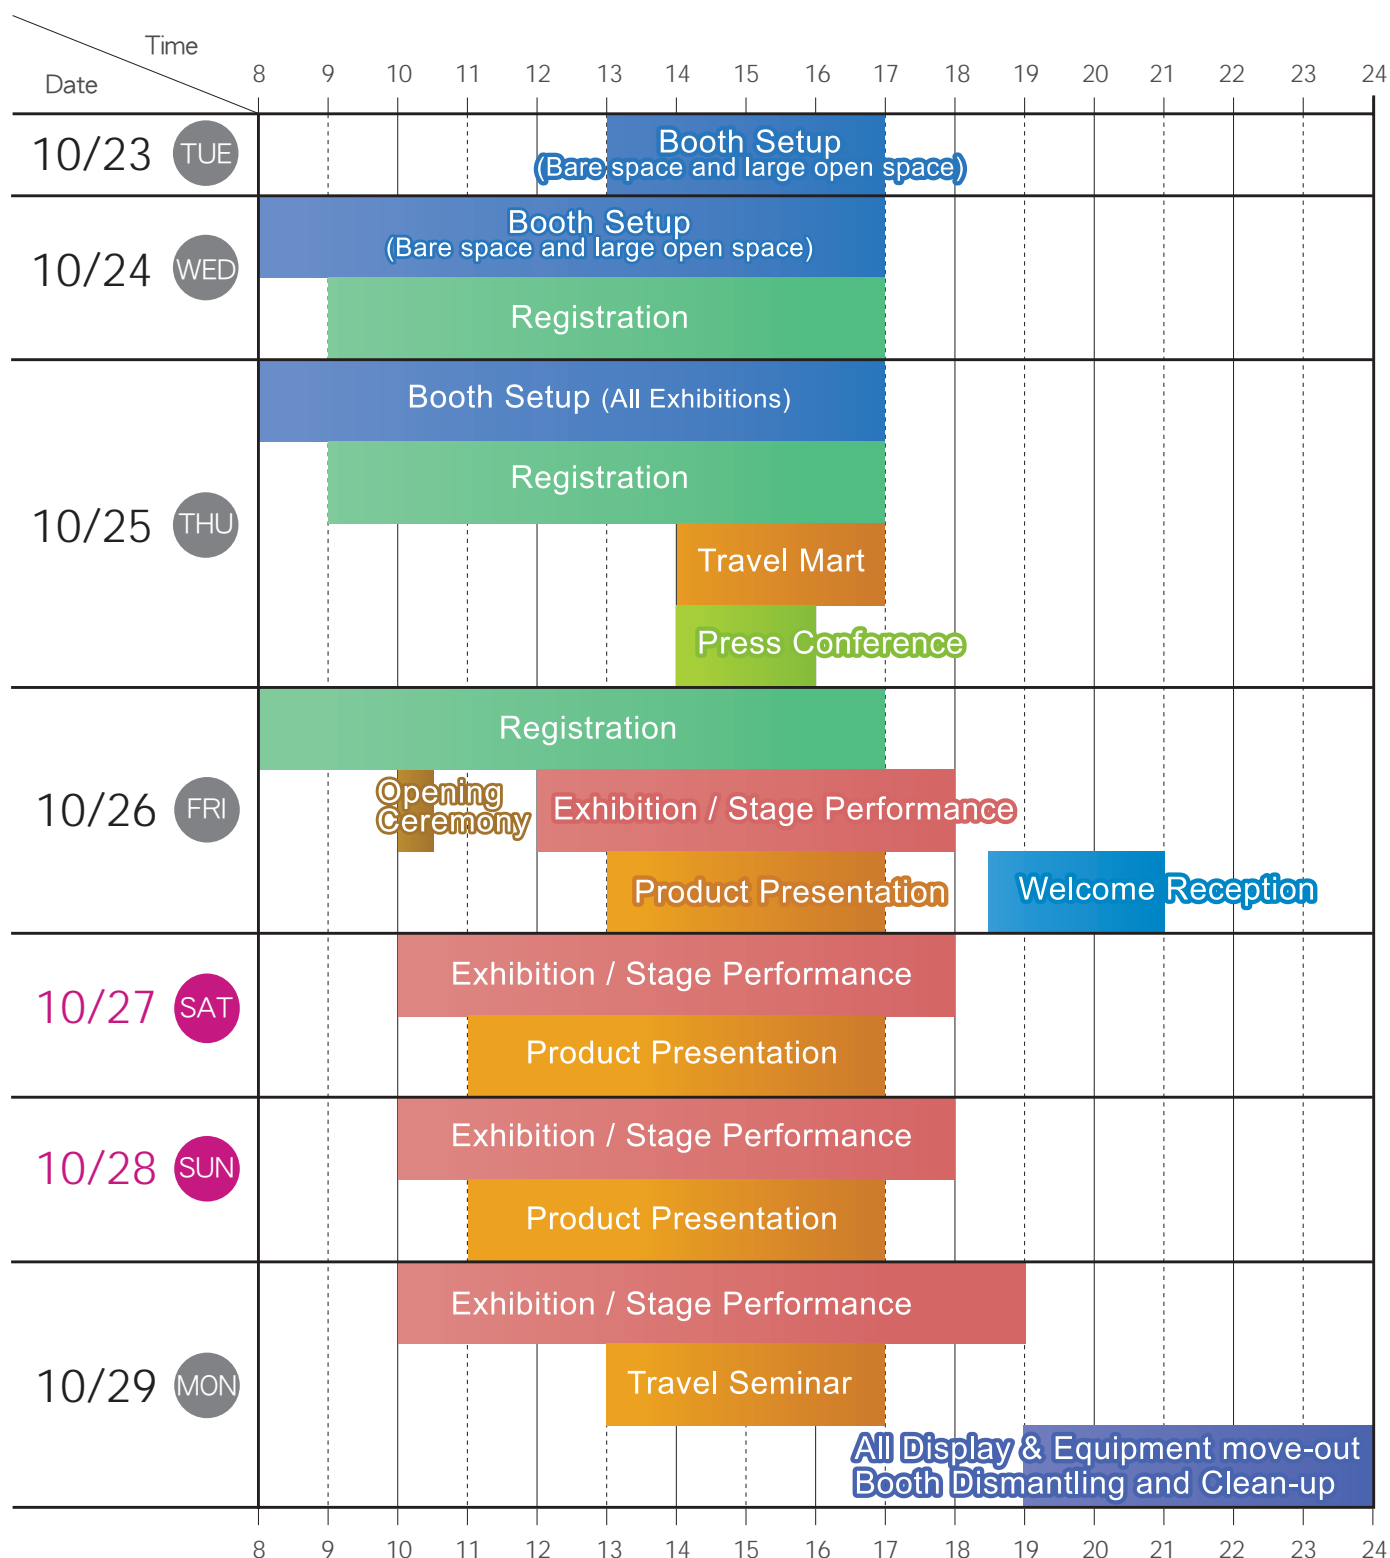 Time
Date
8 9 10 11 12 13 14 15 16 17 18 19 20 21 22 23 24
10/23 TUE
Booth Setup
(Bare space and large open space)
10/24 WED
Booth Setup
(Bare space and large open space)
Registration
10/25 THU
Booth Setup (All Exhibitions)
Registration
Travel Mart
Press Conference
10/26 FRI
Registration
Opening
Ceremony
Exhibition / Stage Performance
Product Presentation
Welcome Reception
10/27 SAT
Exhibition / Stage Performance
Product Presentation
10/28 SUN
Exhibition / Stage Performance
Product Presentation
10/29 MON
Exhibition / Stage Performance
Travel Seminar
All Display & Equipment move-out
Booth Dismantling and Clean-up
8 9 10 11 12 13 14 15 16 17 18 19 20 21 22 23 24